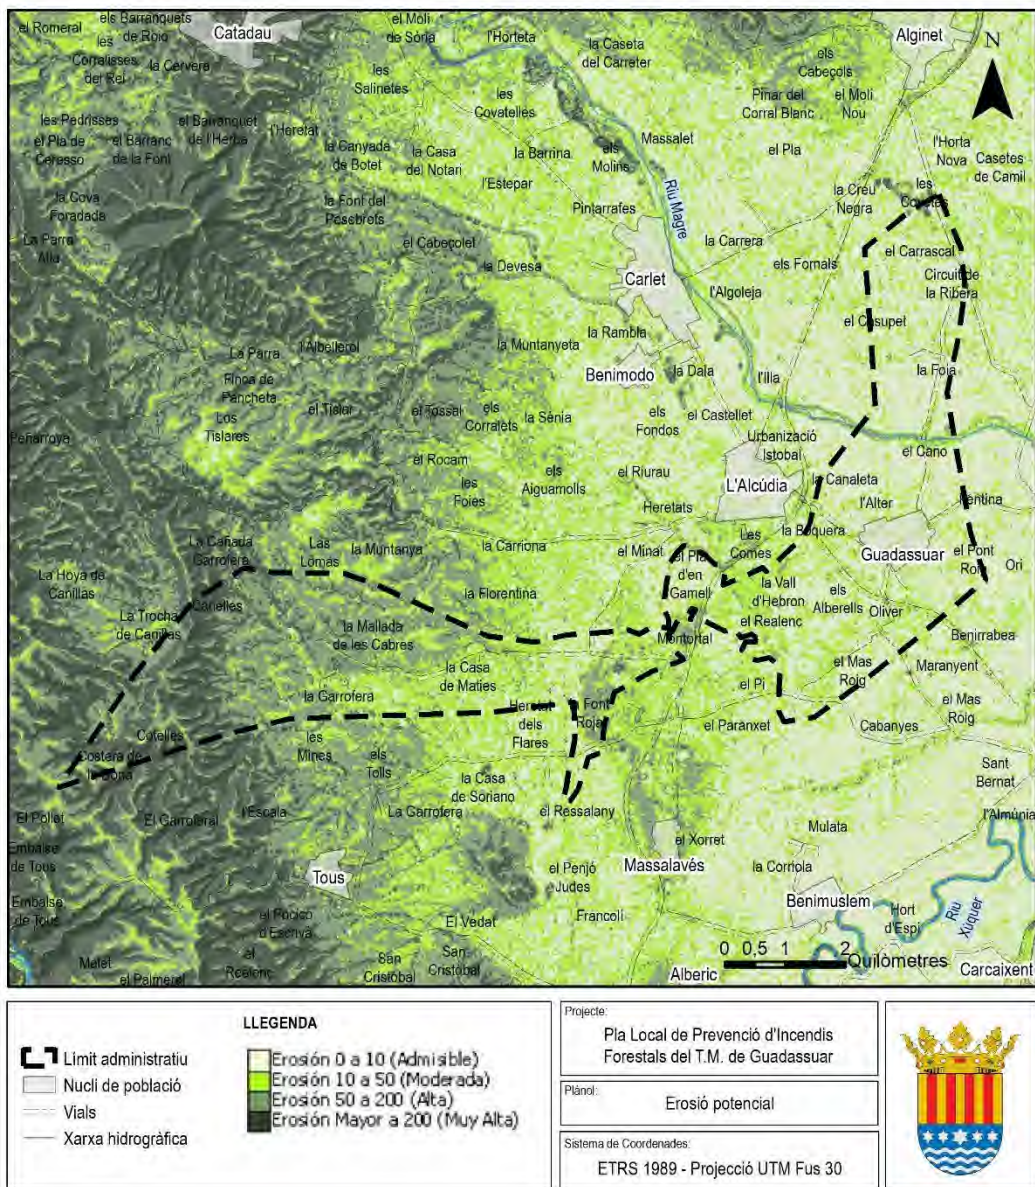 el Romeral
els Barranquets
de Roio
Catadau
el Molí
de Sòria
l'Horteta
la Caseta
del Carreter
els
Cabeçols
Alginet
N
les
Corralisses
del Rei
la Cervera
les
Salinetes
les
Covatelles
Pinar del
Corral Blanc
el Molí
Nou
les Pedrisses
el Pla de
Ceresso
el Barranc
de la Font
el Barranquet
de l'Herba
l'Heretat
la Canyada
de Botet
la Casa
del Notari
la Barrina
els
Molins
Massalet
el Pla
l'Horta
Nova
Casetes
de Camil
l'Estepar
la Cova
Foradada
la Font del
Passbrets
Pintarrafes
Riu Magre
la Creu
Negra
les
Covetes
La Parra
Alta
el Cabeçolet
la Carrera
el Carrascal
la Devesa
Carlet
els Fornals
Circuit de
la Ribera
l'Algoleja
el Casupet
la Rambla
La Parra
l'Albellerol
la Muntanyeta
Benimodo
la Dala
l'Illa
la Foia
Finca de
Pancheta
el Tislar
el Tossal
els
Corralets
la Sénia
els
Fondos
el Castellet
Los
Tislares
Peñarroya
Urbanizació
Istobal
el Cano
el Rocam
els
Aiguamolls
el Riurau
L'Alcúdia
la Canaleta
les
Foies
Heretats
l'Alter
La Cañada
Garrofera
Las
Lomas
la Muntanya
la Carriona
el Minat
Les
Comes
la Boquera
Guadassuar
el Pont
Roig
Ori
La Hoya de
Canillas
el Pla
d'en
Gamell
la Vall
d'Hebron
els
Alberells
Oliver
Canelles
la Florentina
La Trocha
de Canillas
la Mallada
de les Cabres
el Realenc
Montortal
Benirrabea
la Casa
de Maties
el Mas
Roig
Maranyent
la Garrofera
el Pi
Heretat
dels
Flares
la Font
Roja
el Paranxet
Cabanyes
el Mas
Roig
Cotelles
les
Mines
els
Tolls
Costera de
la Bona
Sant
Bernat
la Casa
de Soriano
El Pollet
El Garroferal
l'Escala
La Garrofera
el Ressalany
l'Almúnia
Embalse
de Tous
Mulata
el Xorret
Massalavés
la Corriola
Tous
el Penjó
Judes
Benimuslem
Embalse
de Tous
el Pocico
d'Escrivà
El Vedat
Francolí
Hort
d'Espi
Riu
Xúquer
Matet
el Palmeral
el
Realenç
San
Cristóbal
San
Cristóbal
0 0,5 1 2
Quilòmetres
Alberic
Carcaixent
LLEGENDA
Límit administratiu
Nucli de població
Vials
Xarxa hidrogràfica
Erosión 0 a 10 (Admisible)
Erosión 10 a 50 (Moderada)
Erosión 50 a 200 (Alta)
Erosión Mayor a 200 (Muy Alta)
Projecte:
Pla Local de Prevenció d'Incendis
Forestals del T.M. de Guadassuar
Plànol:
Erosió potencial
Sistema de Coordenades:
ETRS 1989 - Projecció UTM Fus 30